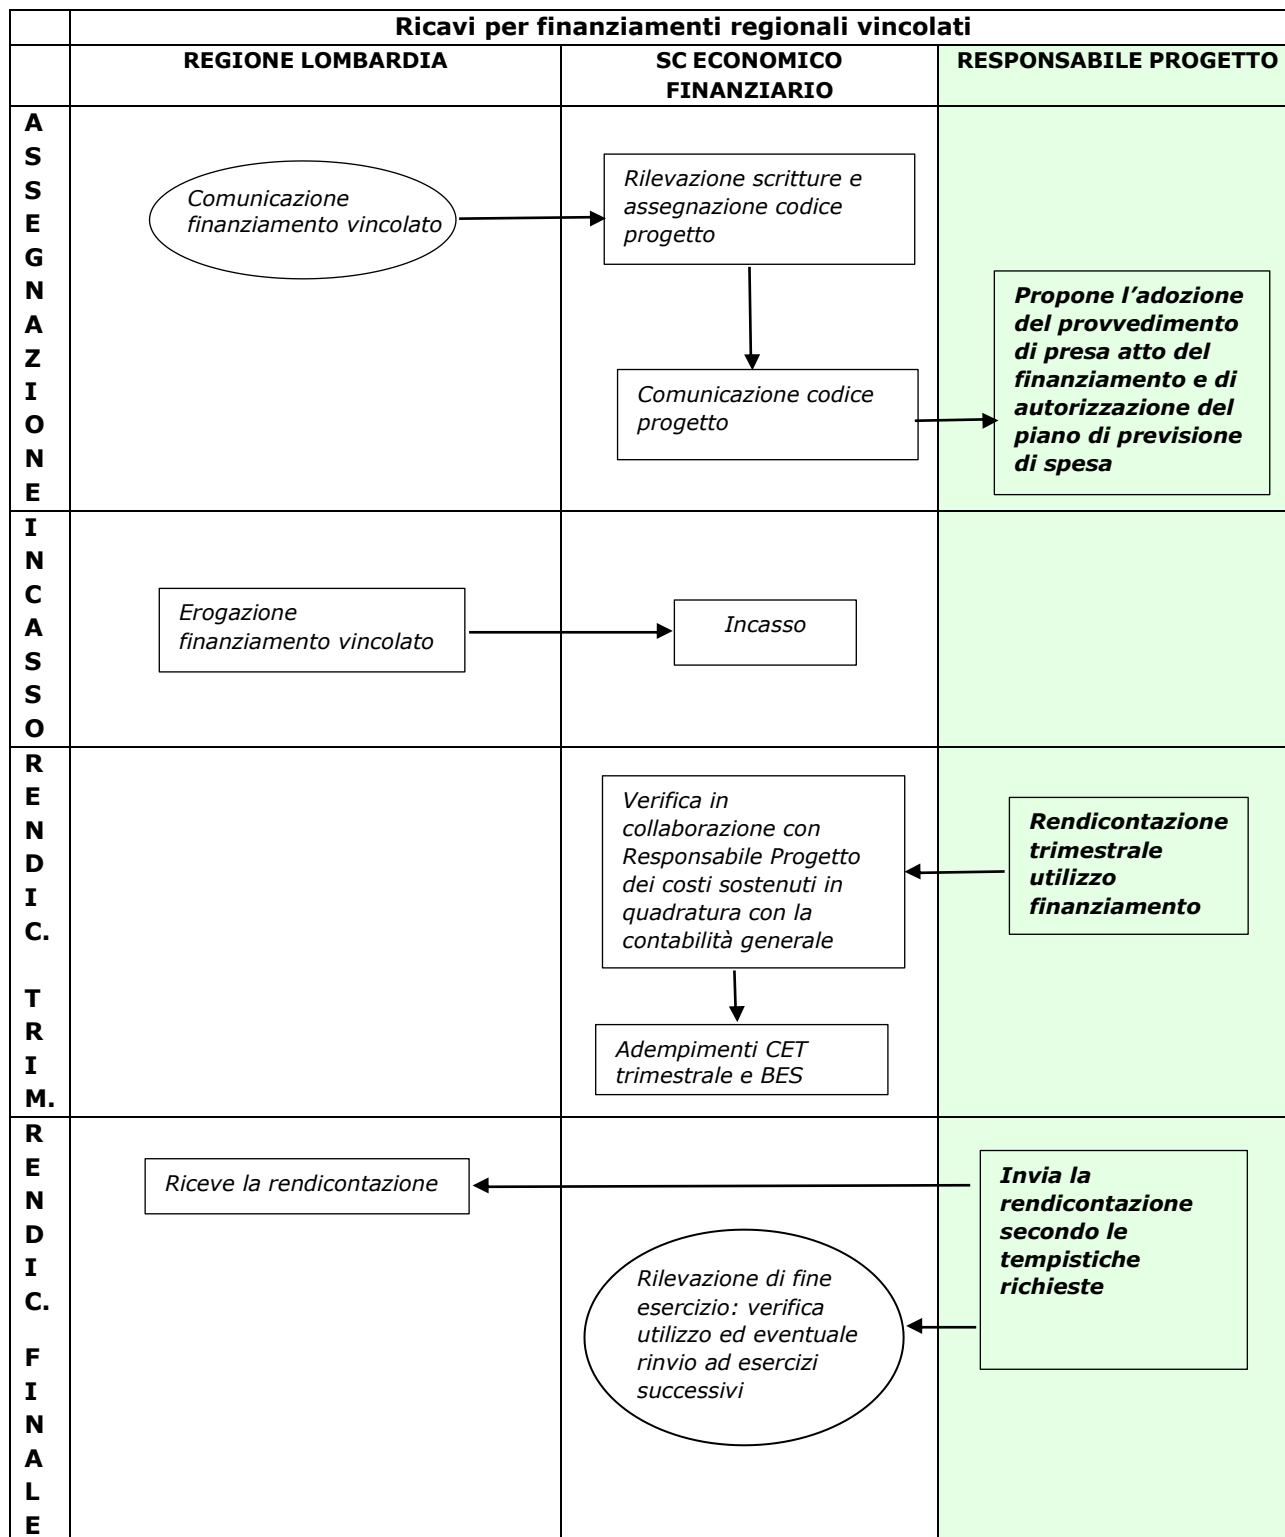 Ricavi per finanziamenti regionali vincolati
REGIONE LOMBARDIA
SC ECONOMICO
FINANZIARIO
RESPONSABILE PROGETTO
A
S
S
E
G
N
A
Z
I
O
N
E
Comunicazione
finanziamento vincolato
Rilevazione scritture e
assegnazione codice
progetto
Comunicazione codice
progetto
Propone l’adozione
del provvedimento
di presa atto del
finanziamento e di
autorizzazione del
piano di previsione
di spesa
I
N
C
A
S
S
O
Erogazione
finanziamento vincolato
Incasso
R
E
N
D
I
C.
T
R
I
M.
Verifica in
collaborazione con
Responsabile Progetto
dei costi sostenuti in
quadratura con la
contabilità generale
Rendicontazione
trimestrale
utilizzo
finanziamento
Adempimenti CET
trimestrale e BES
R
E
N
D
I
C.
F
I
N
A
L
E
Riceve la rendicontazione
Rilevazione di fine
esercizio: verifica
utilizzo ed eventuale
rinvio ad esercizi
successivi
Invia la
rendicontazione
secondo le
tempistiche
richieste